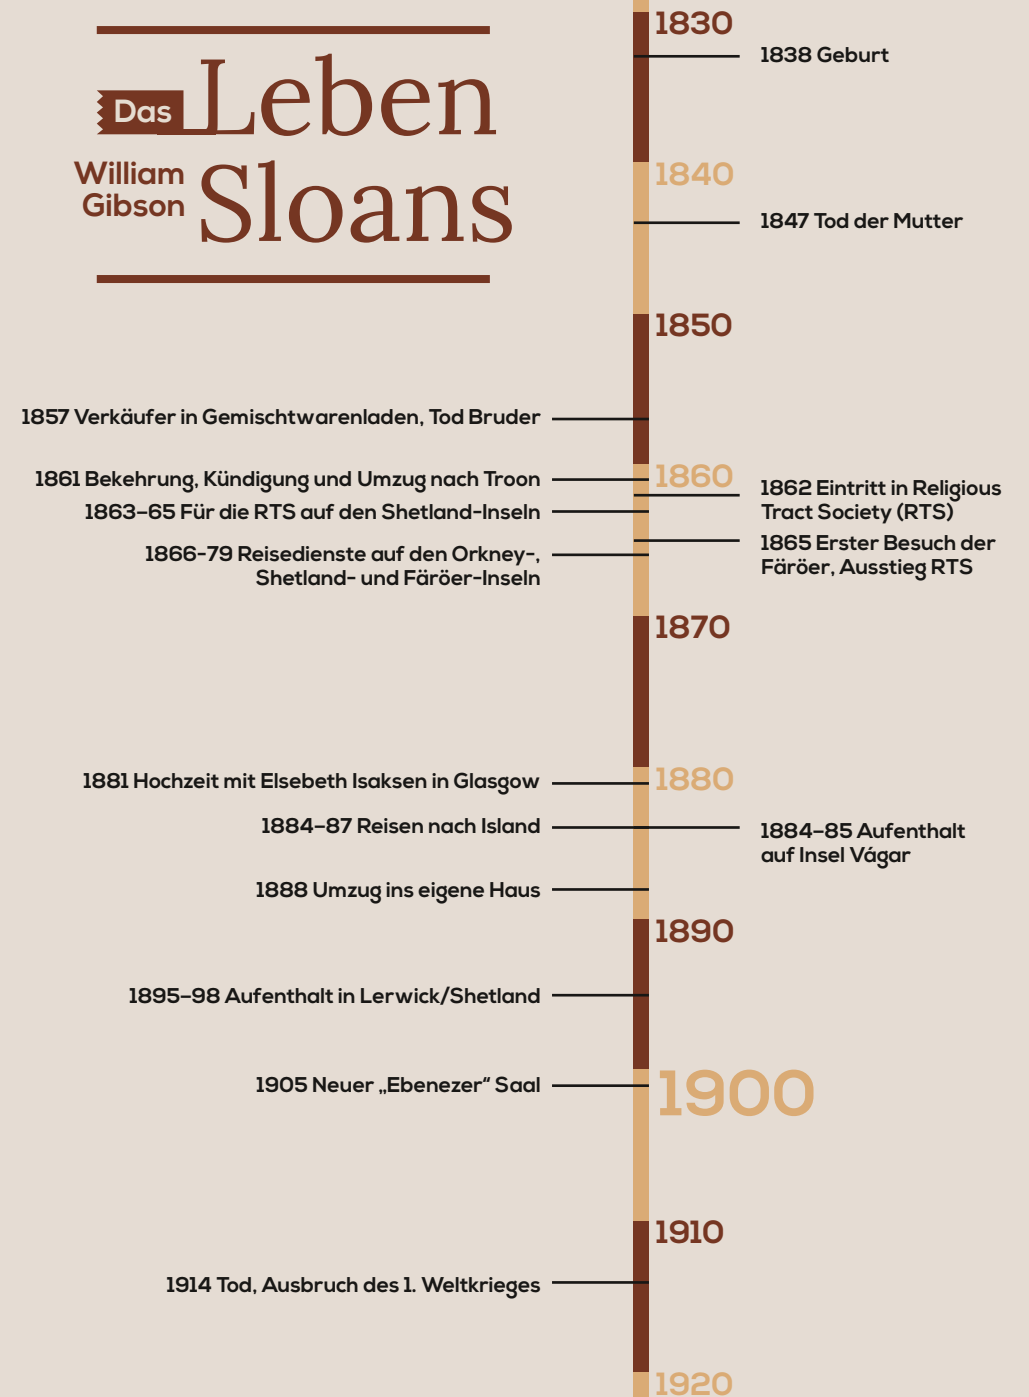 Das Leben
William
Gibson
Sloans
1830
1838 Geburt
1840
1847 Tod der Mutter
1850
1857 Verkäufer in Gemischtwarenladen, Tod Bruder
1860
1861 Bekehrung, Kündigung und Umzug nach Troon
1862 Eintritt in Religious
Tract Society (RTS)
1863–65 Für die RTS auf den Shetland-Inseln
1865 Erster Besuch der
Färöer, Ausstieg RTS
1866-79 Reisedienste auf den Orkney-,
Shetland- und Färöer-Inseln
1870
1880
1881 Hochzeit mit Elsebeth Isaksen in Glasgow
1884–87 Reisen nach Island
1884–85 Aufenthalt
auf Insel Vágar
1888 Umzug ins eigene Haus
1890
1895–98 Aufenthalt in Lerwick/Shetland
1900
1905 Neuer „Ebenezer“ Saal
1910
1914 Tod, Ausbruch des 1. Weltkrieges
1920